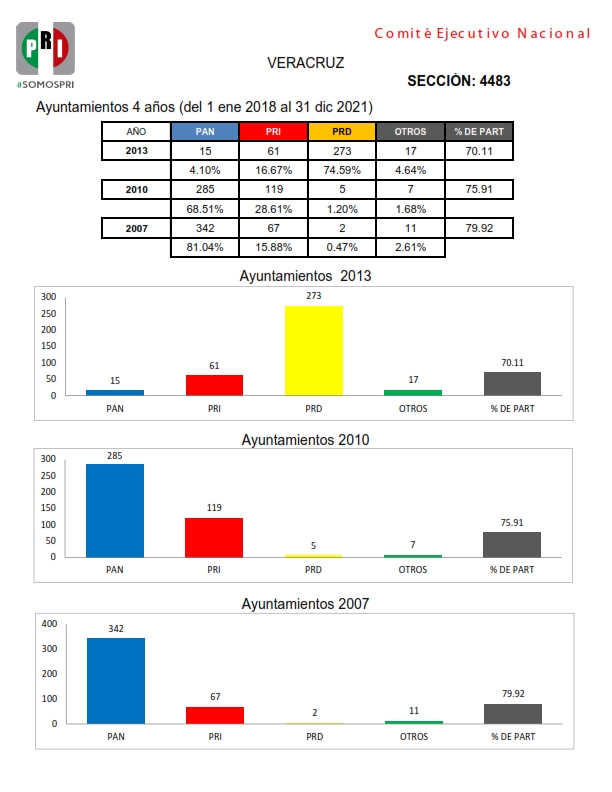 Comité Ejecutivo Nacional
PRI
#SOMOSPRI
VERACRUZ
SECCIÓN: 4483
Ayuntamientos 4 años (del 1 ene 2018 al 31 dic 2021)
AÑO PAN PRI PRD OTROS % DE PART
2013 15 61 273 17 70.11
4.10% 16.67% 74.59% 4.64%
2010 285 119 5 7 75.91
68.51% 28.61% 1.20% 1.68%
2007 342 67 2 11 79.92
81.04% 15.88% 0.47% 2.61%
Ayuntamientos 2013
300
250
200
150
100
50
0
15 61 273 17 70.11
PAN PRI PRD OTROS % DE PART
Ayuntamientos 2010
300
250
200
150
100
50
0
285 119 5 7 75.91
PAN PRI PRD OTROS % DE PART
Ayuntamientos 2007
400
300
200
100
0
342 67 2 11 79.92
PAN PRI PRD OTROS % DE PART